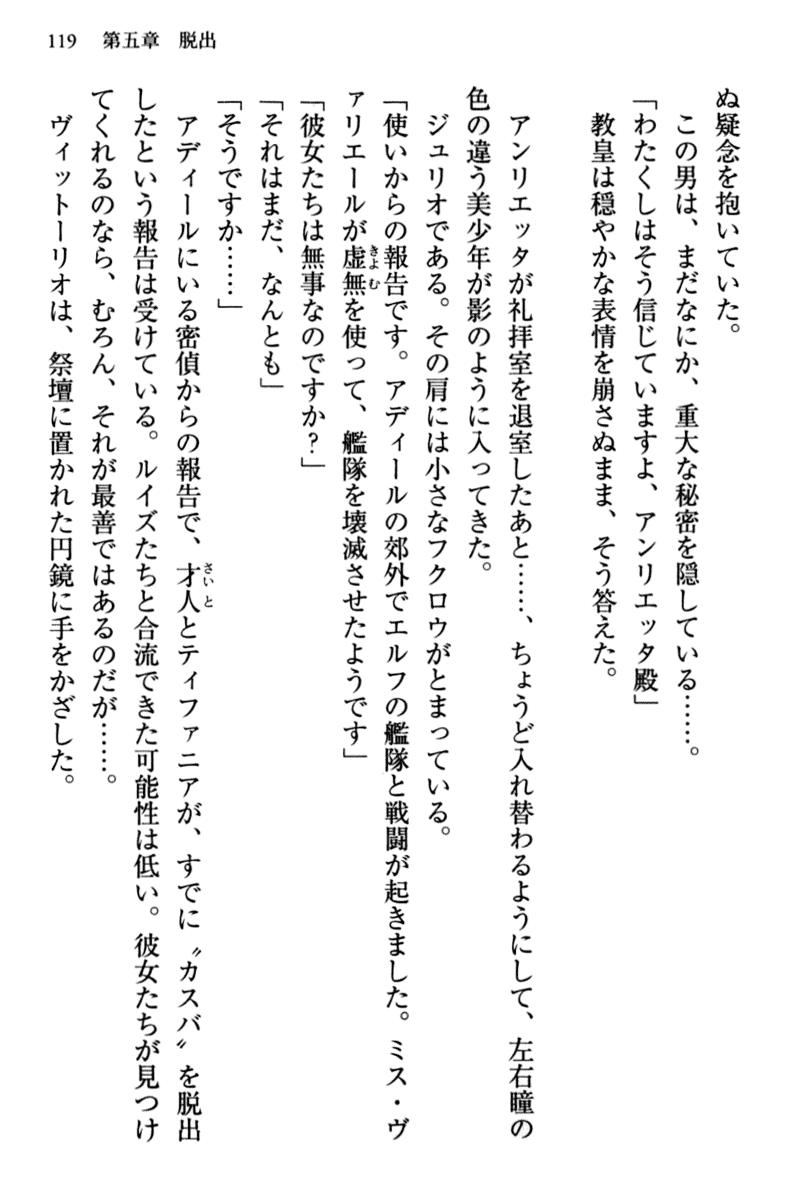 119　第五章　脱出
ぬ疑念を抱いていた。
　この男は、まだなにか、重大な秘密を隠している……。
「わたくしはそう信じていますよ、アンリエッタ殿」
　教皇は穏やかな表情を崩さぬまま、そう答えた。

　アンリエッタが礼拝室を退室したあと……、ちょうど入れ替わるようにして、左右瞳の
色の違う美少年が影のように入ってきた。
　ジュリオである。その肩には小さなフクロウがとまっている。
「使いからの報告です。アディールの郊外でエルフの艦隊と戦闘が起きました。ミス・ヴ
ァリエールが虚無を使って、艦隊を壊滅させたようです」
「彼女たちは無事なのですか？」
「それはまだ、なんとも」
「そうですか……」
　アディールにいる密偵からの報告で、才人とティファニアが、すでに〝カスバ〟を脱出
したという報告は受けている。ルイズたちと合流できた可能性は低い。彼女たちが見つけ
てくれるのなら、むろん、それが最善ではあるのだが……。
　ヴィットーリオは、祭壇に置かれた円鏡に手をかざした。